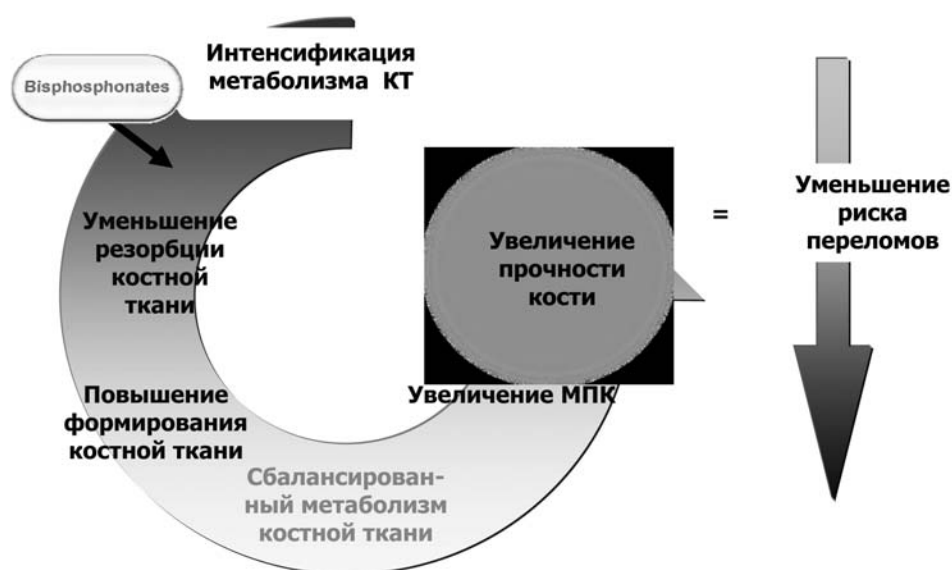 Интенсификация
метаболизма КТ
Bisphosphonates
Уменьшение
резорбции
костной
ткани
Повышение
формирования
костной ткани
Сбалансирован-
ный метаболизм
костной ткани
Увеличение МПК
Увеличение
прочности
кости
=
Уменьшение
риска
переломов